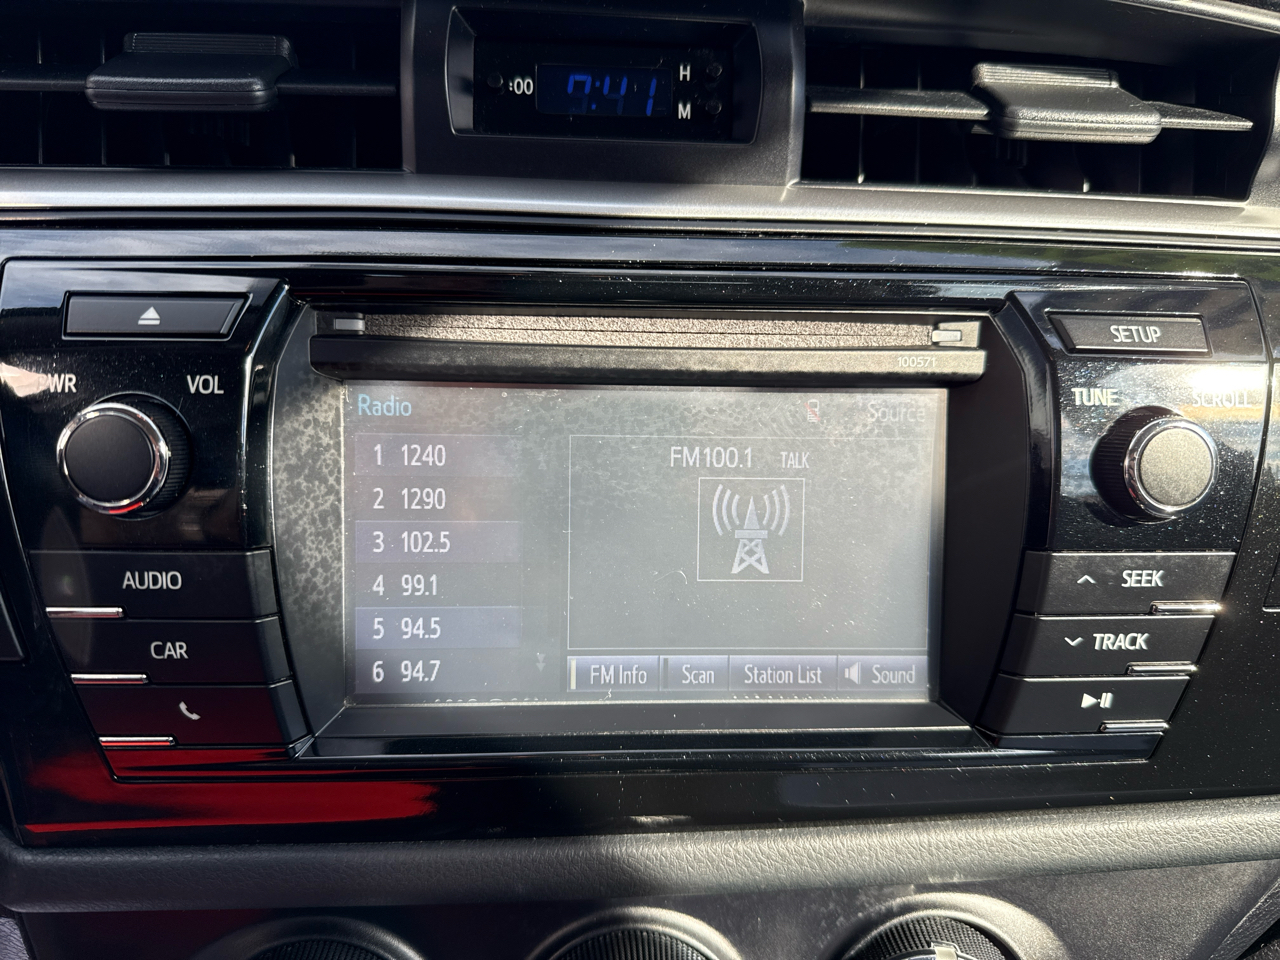 :00 7:41 H
M
SETUP
100571
PWR VOL
TUNE SCROLL
Radio Source
1 1240
2 1290
3 102.5
4 99.1
5 94.5
6 94.7
FM100.1 TALK
FM Info Scan Station List Sound
AUDIO
CAR
SEEK
TRACK